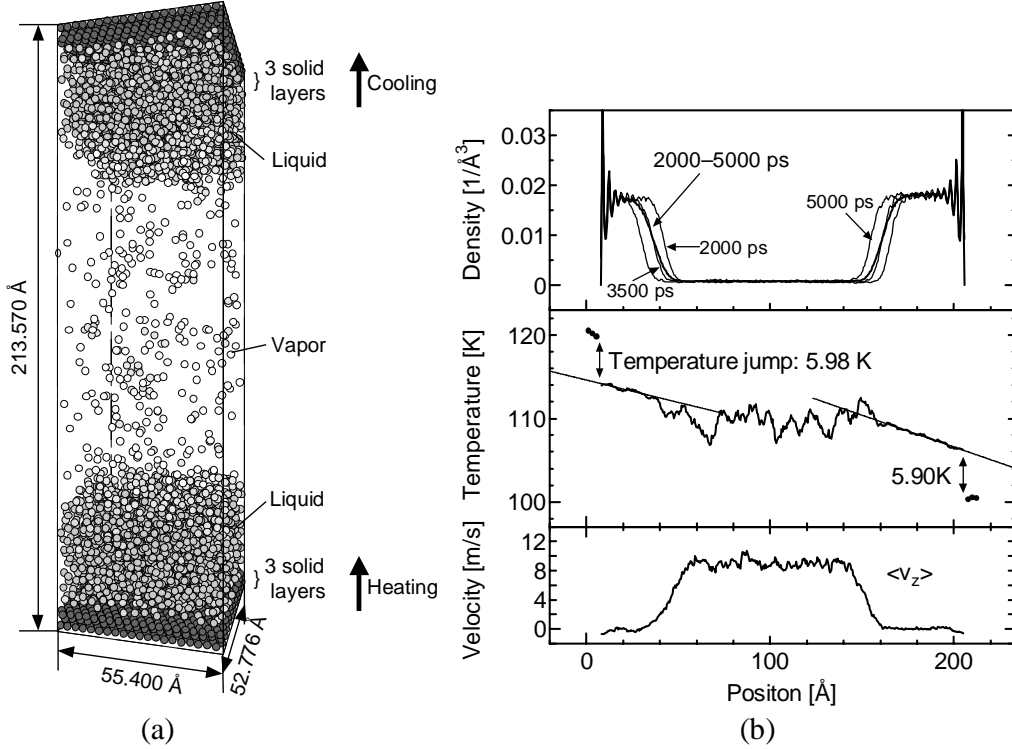 213.570 Å
} 3 solid
layers
Cooling
Liquid
Vapor
Liquid
} 3 solid
layers
Heating
55.400 Å
52.776 Å
(a)
Density [1/Å³]
0.03
0.02
0.01
0
2000–5000 ps
5000 ps
2000 ps
3500 ps
Temperature [K]
120
110
100
Temperature jump: 5.98 K
5.90K
Velocity [m/s]
12
8
4
0
<v_z>
0
100
200
Positon [Å]
(b)